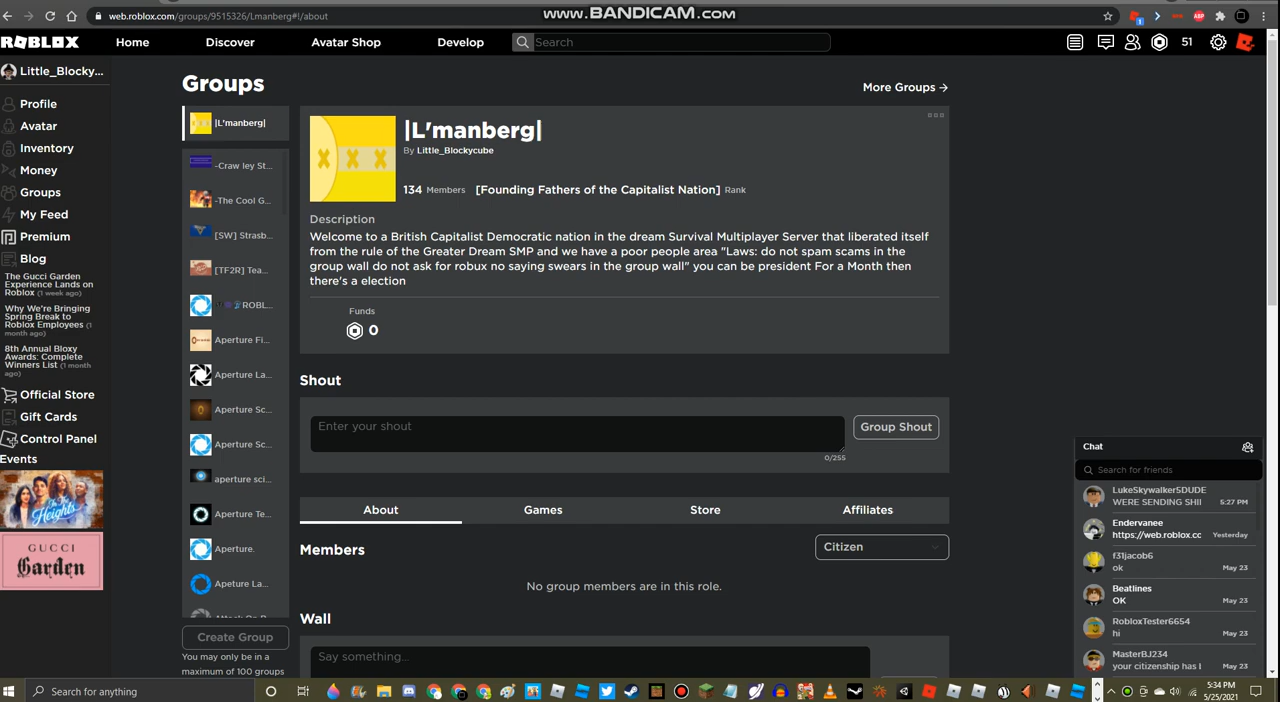 web.roblox.com/groups/9515326/Lmanberg#!/about
www.BANDICAM.com
ROBLOX
Home
Discover
Avatar Shop
Develop
Search
51
Little_Blocky...
Profile
Avatar
Inventory
Money
Groups
My Feed
Premium
Blog
The Gucci Garden
Experience Lands on
Roblox (1 week ago)
Why We're Bringing
Spring Break to
Roblox Employees (1
month ago)
8th Annual Bloxy
Awards: Complete
Winners List (1 month
ago)
Official Store
Gift Cards
Control Panel
Events
In The
Heights
GUCCI
Garden
Groups
More Groups →
|L'manberg|
-Craw ley St...
-The Cool G...
[SW] Strasb...
[TF2R] Tea...
ROBL...
Aperture Fi...
Aperture La...
Aperture Sc...
Aperture Sc...
aperture sci...
Aperture Te...
Aperture.
Apeture La...
Create Group
You may only be in a
maximum of 100 groups
|L'manberg|
By Little_Blockycube
134 Members [Founding Fathers of the Capitalist Nation] Rank
Description
Welcome to a British Capitalist Democratic nation in the dream Survival Multiplayer Server that liberated itself
from the rule of the Greater Dream SMP and we have a poor people area "Laws: do not spam scams in the
group wall do not ask for robux no saying swears in the group wall" you can be president For a Month then
there's a election
Funds
0
Shout
Enter your shout
Group Shout
0/255
About
Games
Store
Affiliates
Members
Citizen
No group members are in this role.
Wall
Say something...
Chat
Search for friends
LukeSkywalker5DUDE
WERE SENDING SHII 5:27 PM
Endervanee
https://web.roblox.cc Yesterday
f31jacob6
ok May 23
Beatlines
OK May 23
RobloxTester6654
hi May 23
MasterBJ234
your citizenship has l May 23
Search for anything
5:34 PM
5/25/2021